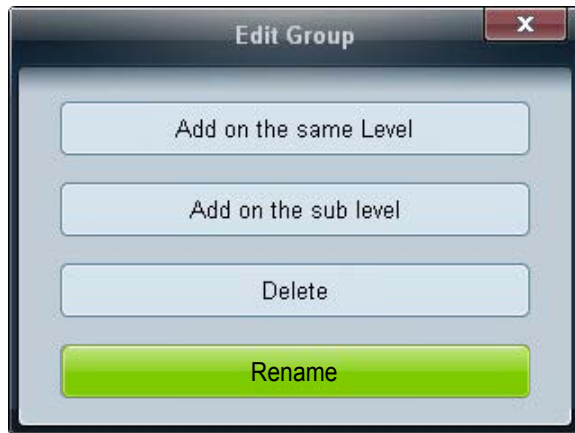 Edit Group
x
Add on the same Level
Add on the sub level
Delete
Rename